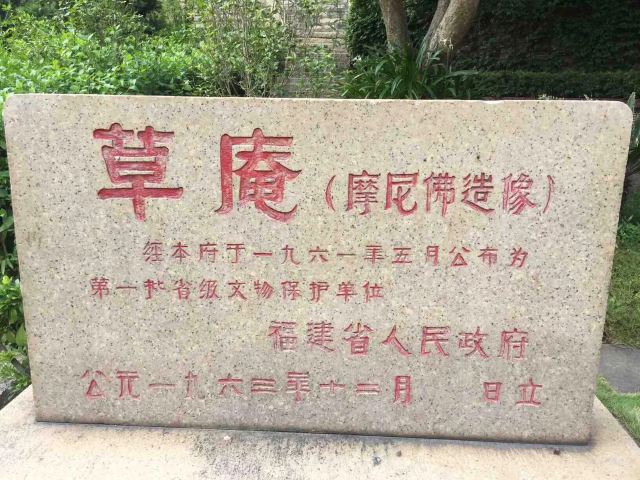 草庵（摩尼佛造像）
经本府于一九六一年五月公布为
第一批省级文物保护单位
福建省人民政府
公元一九六三年十二月 日立